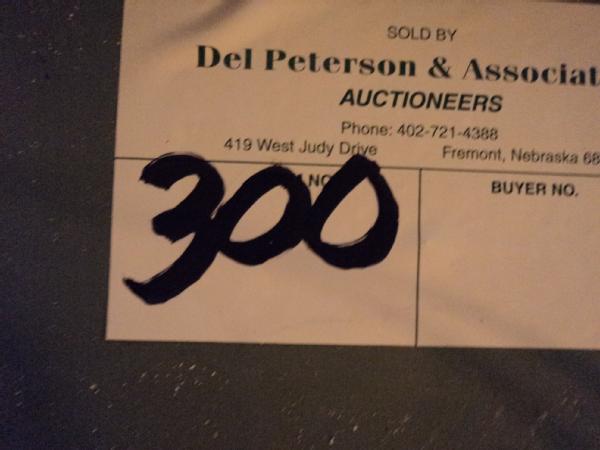 SOLD BY
Del Peterson & Associat
AUCTIONEERS
Phone: 402-721-4388
419 West Judy Drive Fremont, Nebraska 68
NO
BUYER NO.
300